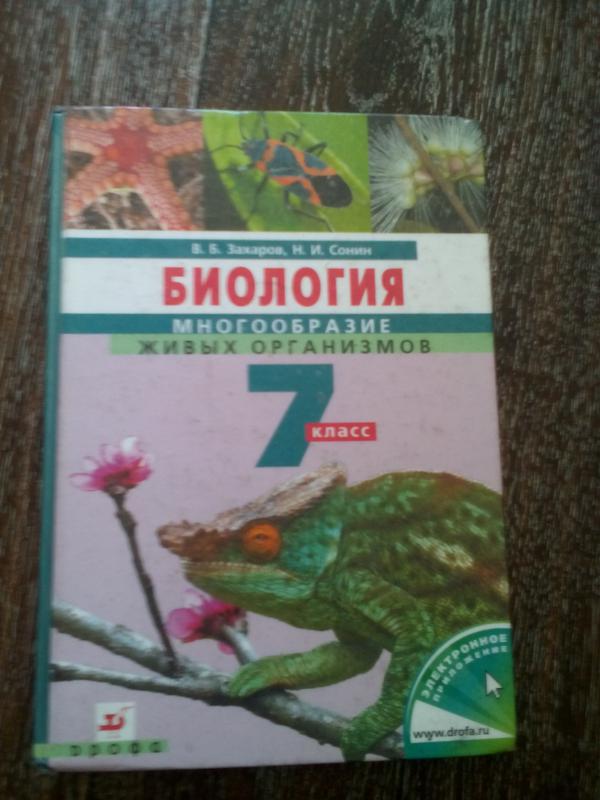 В. Б. Захаров, Н. И. Сонин
БИОЛОГИЯ
МНОГООБРАЗИЕ
ЖИВЫХ ОРГАНИЗМОВ
7
класс
ЭЛЕКТРОННОЕ
ПРИЛОЖЕНИЕ
www.drofa.ru
дрофа